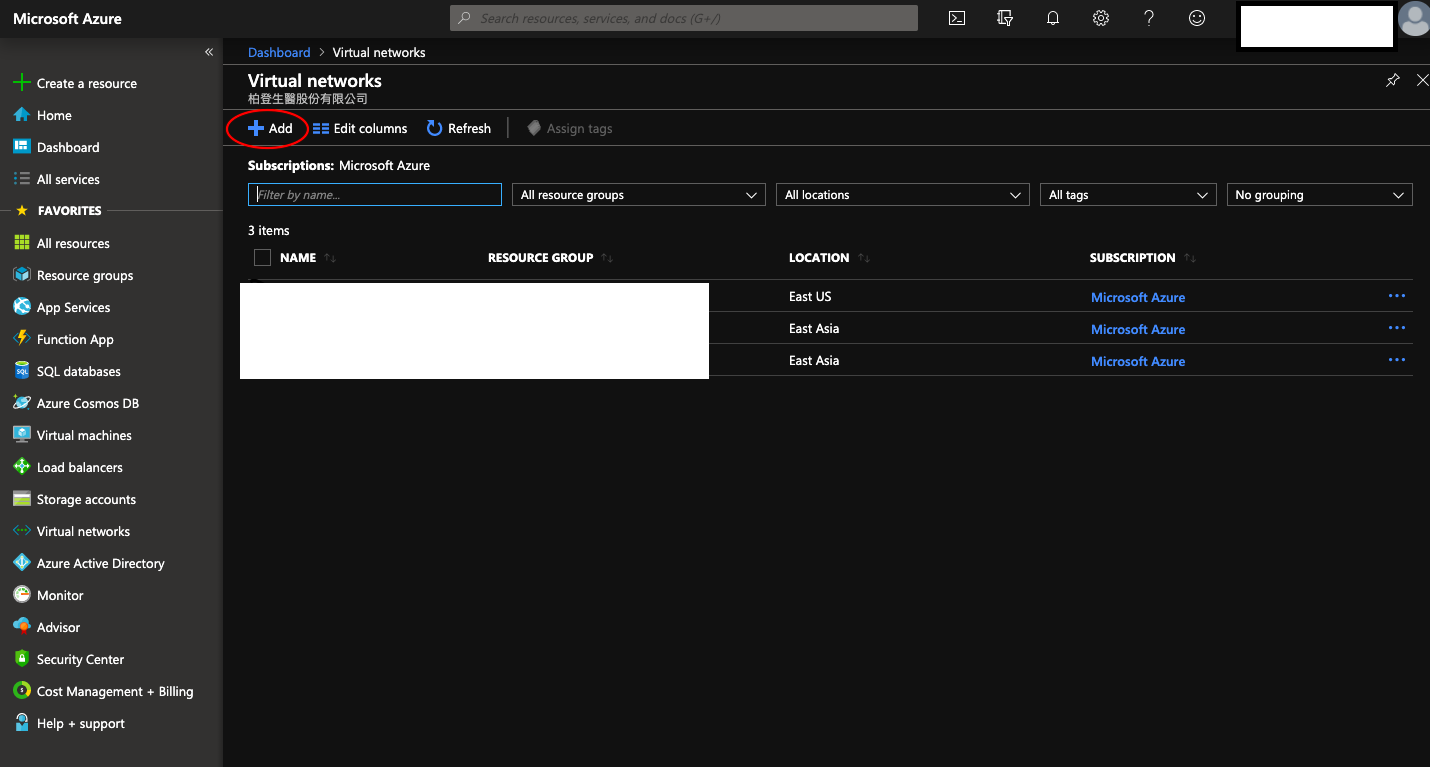 Microsoft Azure
Search resources, services, and docs (G+/)
Dashboard > Virtual networks
Virtual networks
柏登生醫股份有限公司
Add Edit columns Refresh Assign tags
Subscriptions: Microsoft Azure
Filter by name... All resource groups All locations All tags No grouping
3 items
NAME RESOURCE GROUP LOCATION SUBSCRIPTION
East US Microsoft Azure ...
East Asia Microsoft Azure ...
East Asia Microsoft Azure ...
Create a resource
Home
Dashboard
All services
FAVORITES
All resources
Resource groups
App Services
Function App
SQL databases
Azure Cosmos DB
Virtual machines
Load balancers
Storage accounts
Virtual networks
Azure Active Directory
Monitor
Advisor
Security Center
Cost Management + Billing
Help + support